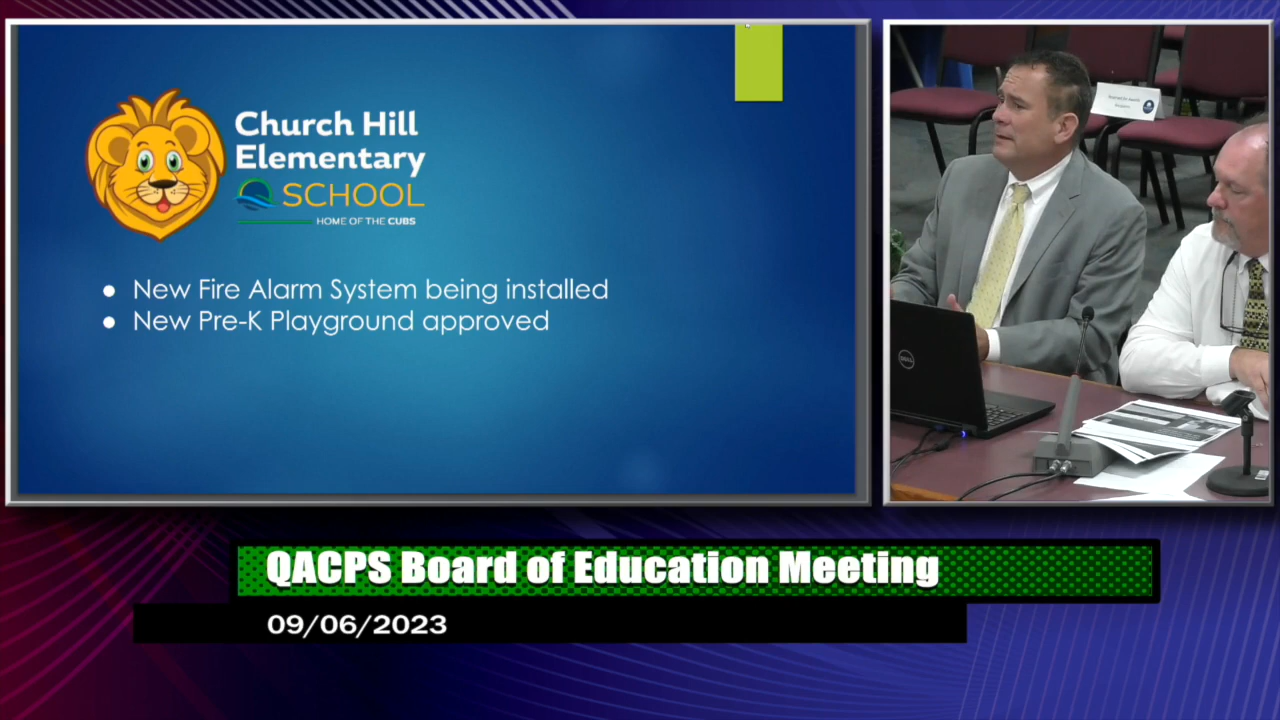 Church Hill
Elementary
SCHOOL
HOME OF THE CUBS
● New Fire Alarm System being installed
● New Pre-K Playground approved
DELL
QACPS Board of Education Meeting
09/06/2023